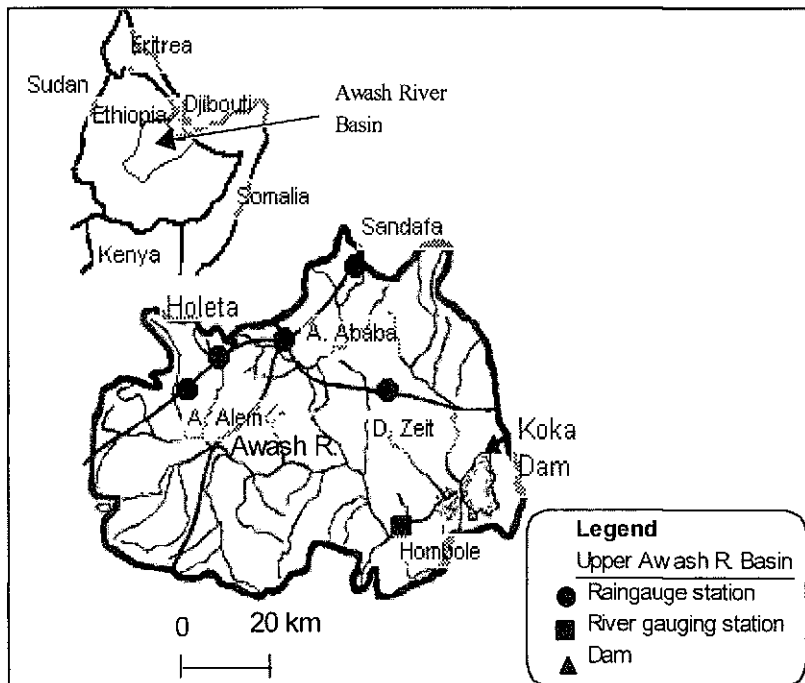 Eritrea
Sudan
Ethiopia
Djibouti
Awash River
Basin
Somalia
Kenya
Sandafa
Holeta
A. Ababa
A. Alem
D. Zeit
Koka
Dam
Awash R.
Hombole
0 20 km
Legend
Upper Awash R. Basin
Raingauge station
River gauging station
Dam